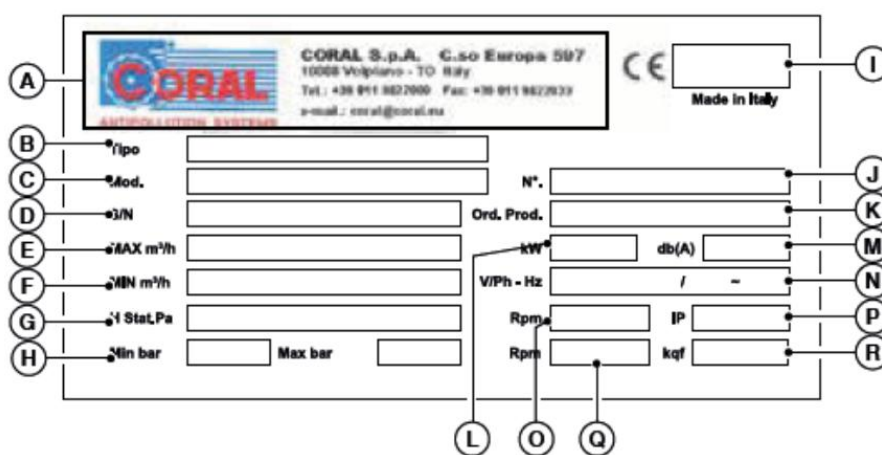 A
CORAL
ANTIPOLLUTION SYSTEMS
CORAL S.p.A. C.so Europa 597
10088 Volpiano - TO Italy
Tel.: +39 011 9822000 Fax: +39 011 9822033
e-mail.: coral@coral.eu
CE
Made in Italy
I
B Tipo
C Mod. N°. J
D S/N Ord. Prod. K
E MAX m³/h kW db(A) M
F MIN m³/h V/Ph - Hz / ~ N
G H Stat.Pa Rpm IP P
H Min bar Max bar Rpm kqf R
L O Q